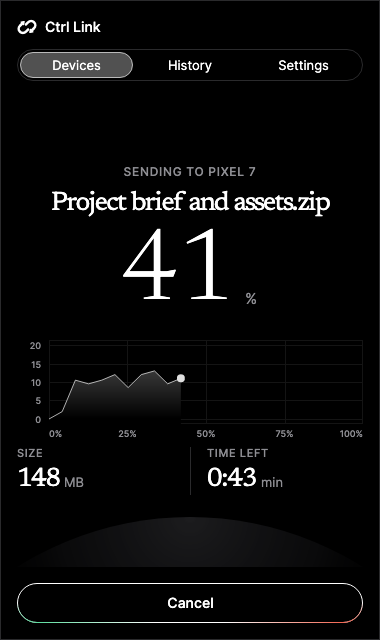 Ctrl Link
Devices History Settings
SENDING TO PIXEL 7
Project brief and assets.zip
41 %
20
15
10
5
0
0% 25% 50% 75% 100%
SIZE TIME LEFT
148 MB 0:43 min
Cancel